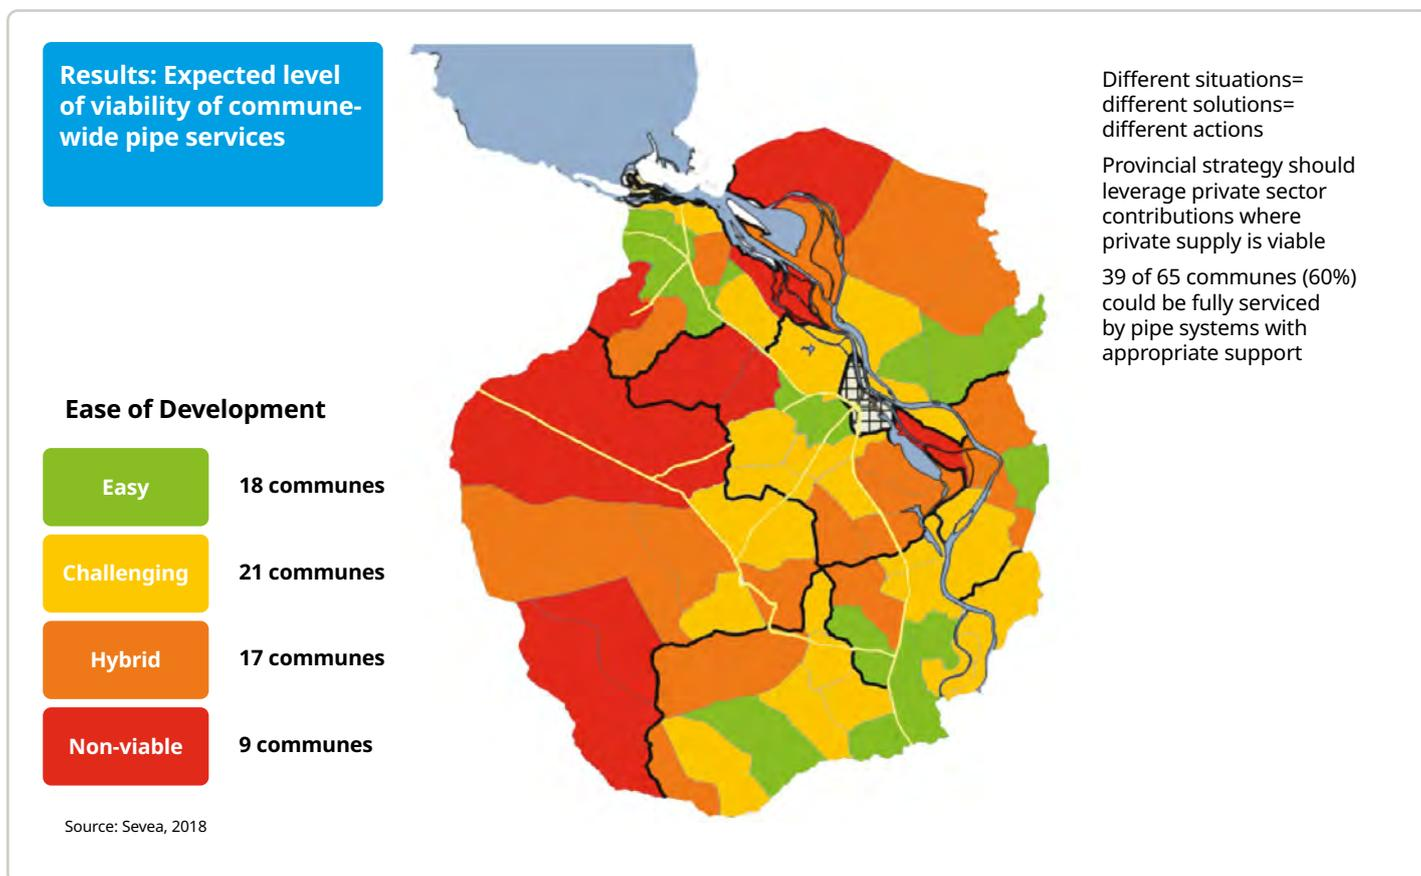 Results: Expected level
of viability of commune-
wide pipe services
Different situations=
different solutions=
different actions
Provincial strategy should
leverage private sector
contributions where
private supply is viable
39 of 65 communes (60%)
could be fully serviced
by pipe systems with
appropriate support
Ease of Development
Easy
18 communes
Challenging
21 communes
Hybrid
17 communes
Non-viable
9 communes
Source: Sevea, 2018